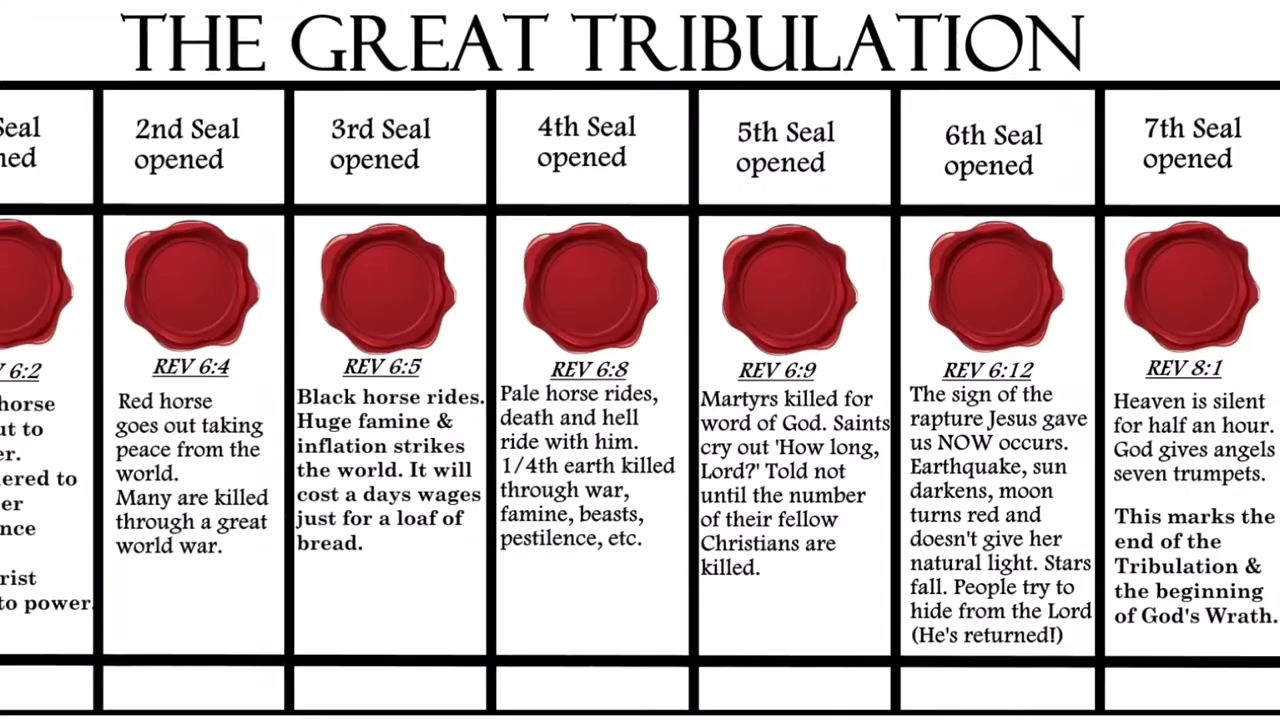 THE GREAT TRIBULATION
Seal
2nd Seal
opened
3rd Seal
opened
4th Seal
opened
5th Seal
opened
6th Seal
opened
7th Seal
opened
6:2
horse
to
to power.
REV 6:4
Red horse
goes out taking
peace from the
world.
Many are killed
through a great
world war.
REV 6:5
Black horse rides.
Huge famine &
inflation strikes
the world. It will
cost a days wages
just for a loaf of
bread.
REV 6:8
Pale horse rides,
death and hell
ride with him.
1/4th earth killed
through war,
famine, beasts,
pestilence, etc.
REV 6:9
Martyrs killed for
word of God. Saints
cry out 'How long,
Lord?' Told not
until the number
of their fellow
Christians are
killed.
REV 6:12
The sign of the
rapture Jesus gave
us NOW occurs.
Earthquake, sun
darkens, moon
turns red and
doesn't give her
natural light. Stars
fall. People try to
hide from the Lord
(He's returned!)
REV 8:1
Heaven is silent
for half an hour.
God gives angels
seven trumpets.
This marks the
end of the
Tribulation &
the beginning
of God's Wrath.